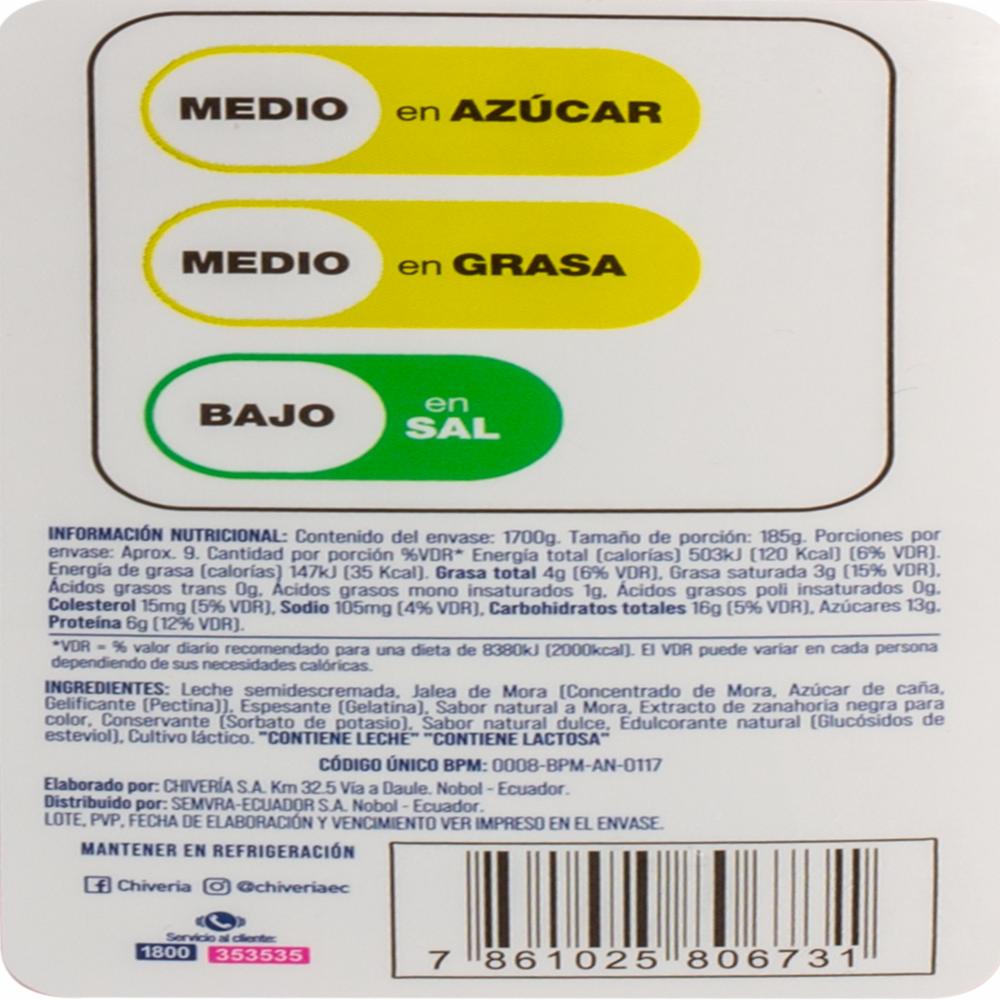 MEDIO en AZÚCAR
MEDIO en GRASA
BAJO en SAL
INFORMACIÓN NUTRICIONAL: Contenido del envase: 1700g. Tamaño de porción: 185g. Porciones por
envase: Aprox. 9. Cantidad por porción %VDR* Energía total (calorías) 503kJ (120 Kcal) (6% VDR).
Energía de grasa (calorías) 147kJ (35 Kcal). Grasa total 4g (6% VDR), Grasa saturada 3g (15% VDR),
Ácidos grasos trans 0g, Ácidos grasos mono insaturados 1g, Ácidos grasos poli insaturados 0g,
Colesterol 15mg (5% VDR), Sodio 105mg (4% VDR), Carbohidratos totales 16g (5% VDR), Azúcares 13g,
Proteína 6g (12% VDR).
*VDR = % valor diario recomendado para una dieta de 8380kJ (2000kcal). El VDR puede variar en cada persona
dependiendo de sus necesidades calóricas.
INGREDIENTES: Leche semidescremada, Jalea de Mora (Concentrado de Mora, Azúcar de caña,
Gelificante (Pectina)), Espesante (Gelatina), Sabor natural a Mora, Extracto de zanahoria negra para
color, Conservante (Sorbato de potasio), Sabor natural dulce, Edulcorante natural (Glucósidos de
esteviol), Cultivo láctico. "CONTIENE LECHE" "CONTIENE LACTOSA"
CÓDIGO ÚNICO BPM: 0008-BPM-AN-0117
Elaborado por: CHIVERÍA S.A. Km 32.5 Vía a Daule. Nobol - Ecuador.
Distribuido por: SEMVRA-ECUADOR S.A. Nobol - Ecuador.
LOTE, PVP, FECHA DE ELABORACIÓN Y VENCIMIENTO VER IMPRESO EN EL ENVASE.
MANTENER EN REFRIGERACIÓN
Chiveria @chiveriaec
Servicio al cliente:
1800 353535
7 861025 806731